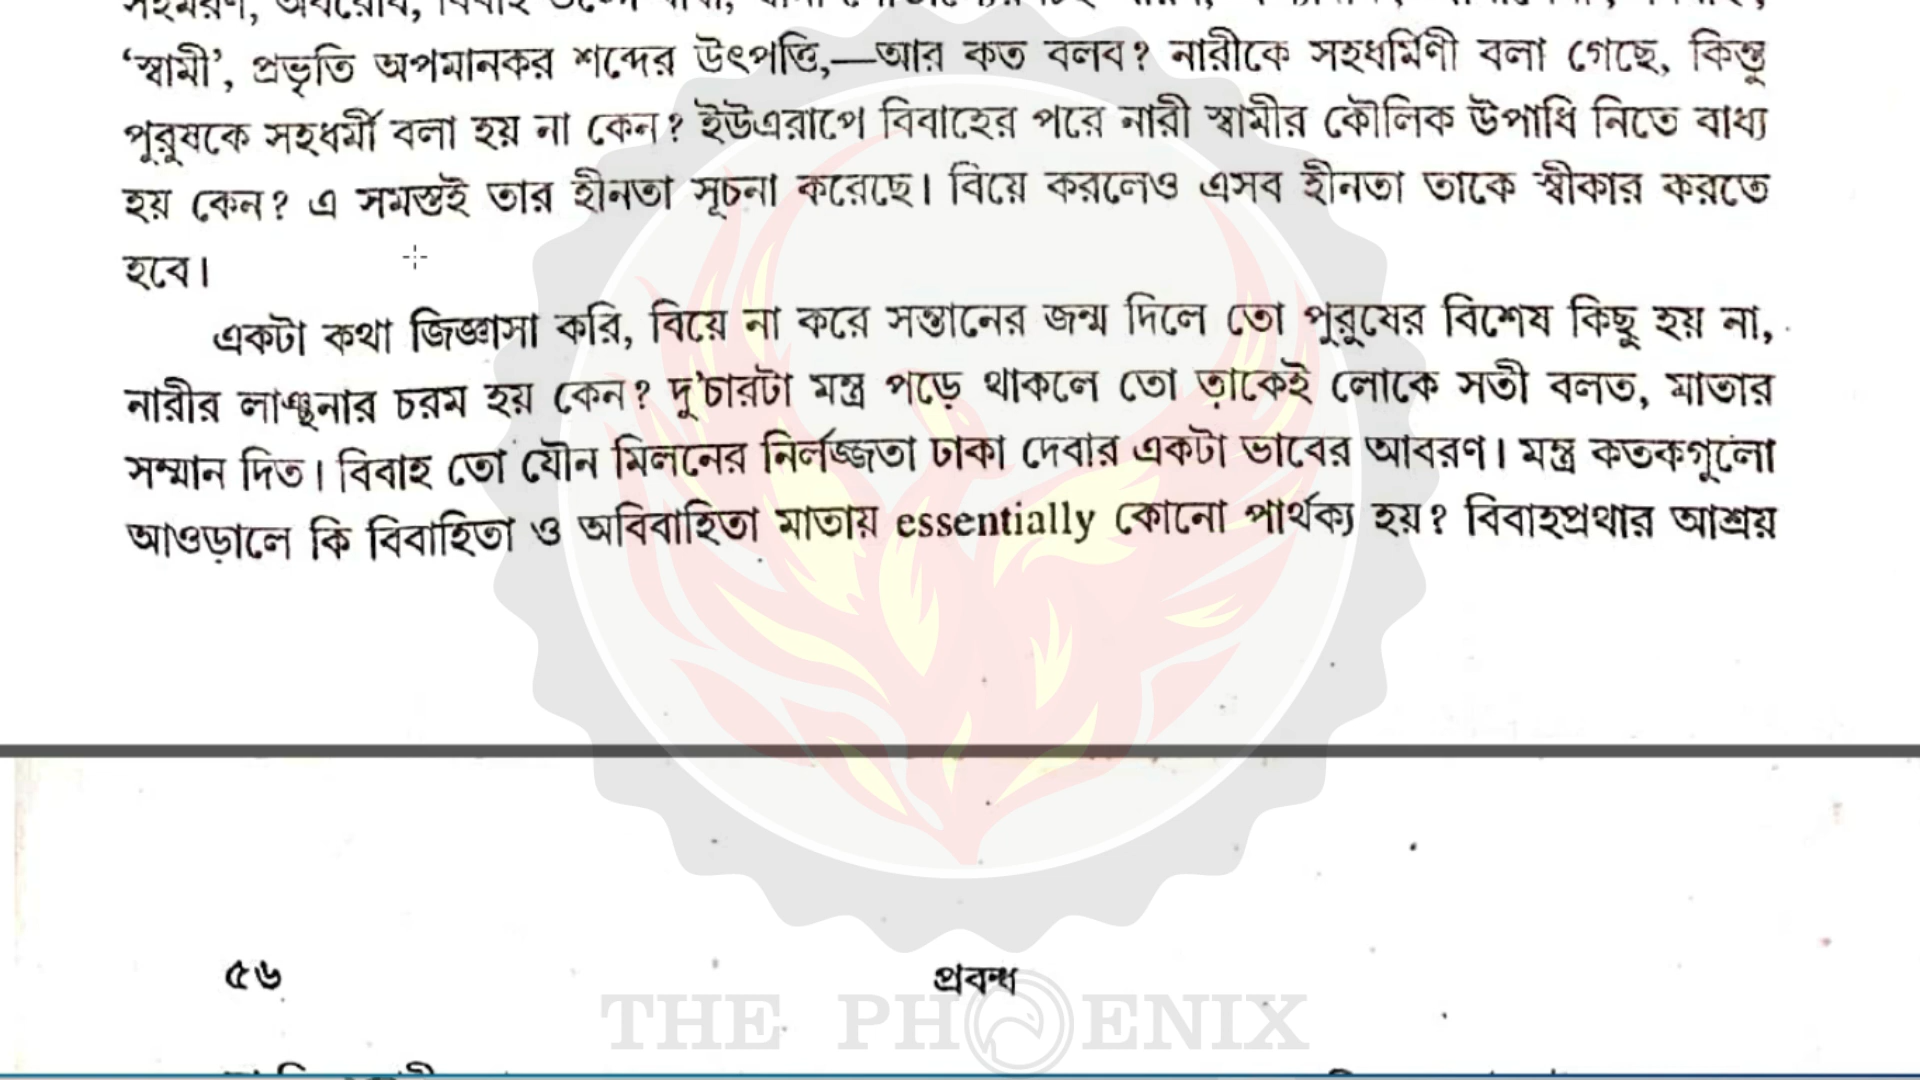 ‘স্বামী’, প্রভৃতি অপমানকর শব্দের উৎপত্তি,—আর কত বলব? নারীকে সহধর্মিণী বলা গেছে, কিন্তু
পুরুষকে সহধর্মী বলা হয় না কেন? ইউএরাপে বিবাহের পরে নারী স্বামীর কৌলিক উপাধি নিতে বাধ্য
হয় কেন? এ সমস্তই তার হীনতা সূচনা করেছে। বিয়ে করলেও এসব হীনতা তাকে স্বীকার করতে
হবে।
একটা কথা জিজ্ঞাসা করি, বিয়ে না করে সন্তানের জন্ম দিলে তো পুরুষের বিশেষ কিছু হয় না,
নারীর লাঞ্ছনার চরম হয় কেন? দু’চারটা মন্ত্র পড়ে থাকলে তো তাকেই লোকে সতী বলত, মাতার
সম্মান দিত। বিবাহ তো যৌন মিলনের নির্লজ্জতা ঢাকা দেবার একটা ভাবের আবরণ। মন্ত্র কতকগুলো
আওড়ালে কি বিবাহিতা ও অবিবাহিতা মাতায় essentially কোনো পার্থক্য হয়? বিবাহপ্রথার আশ্রয়
৫৬ প্রবন্ধ
THE PHOENIX